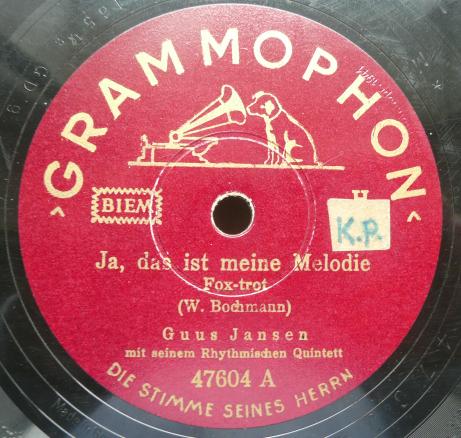 ›GRAMMOPHON‹
BIEM
K.P.
Ja, das ist meine Melodie
Fox-trot
(W. Bochmann)
Guus Jansen
mit seinem Rhythmischen Quintett
47604 A
DIE STIMME SEINES HERRN